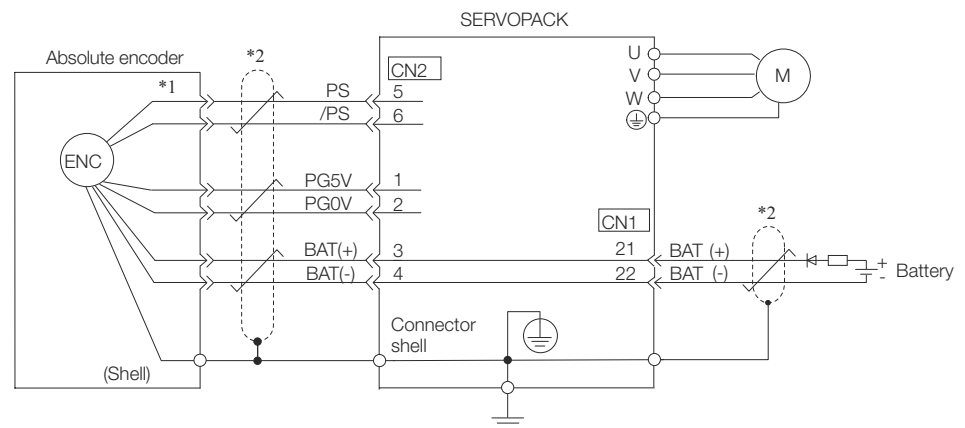 SERVOPACK
Absolute encoder
*2
*1
CN2
PS 5
/PS 6
ENC
PG5V 1
PG0V 2
BAT(+) 3
BAT(-) 4
U
V
W
M
CN1
*2
21 BAT (+)
22 BAT (-)
+
-
Battery
Connector
shell
(Shell)